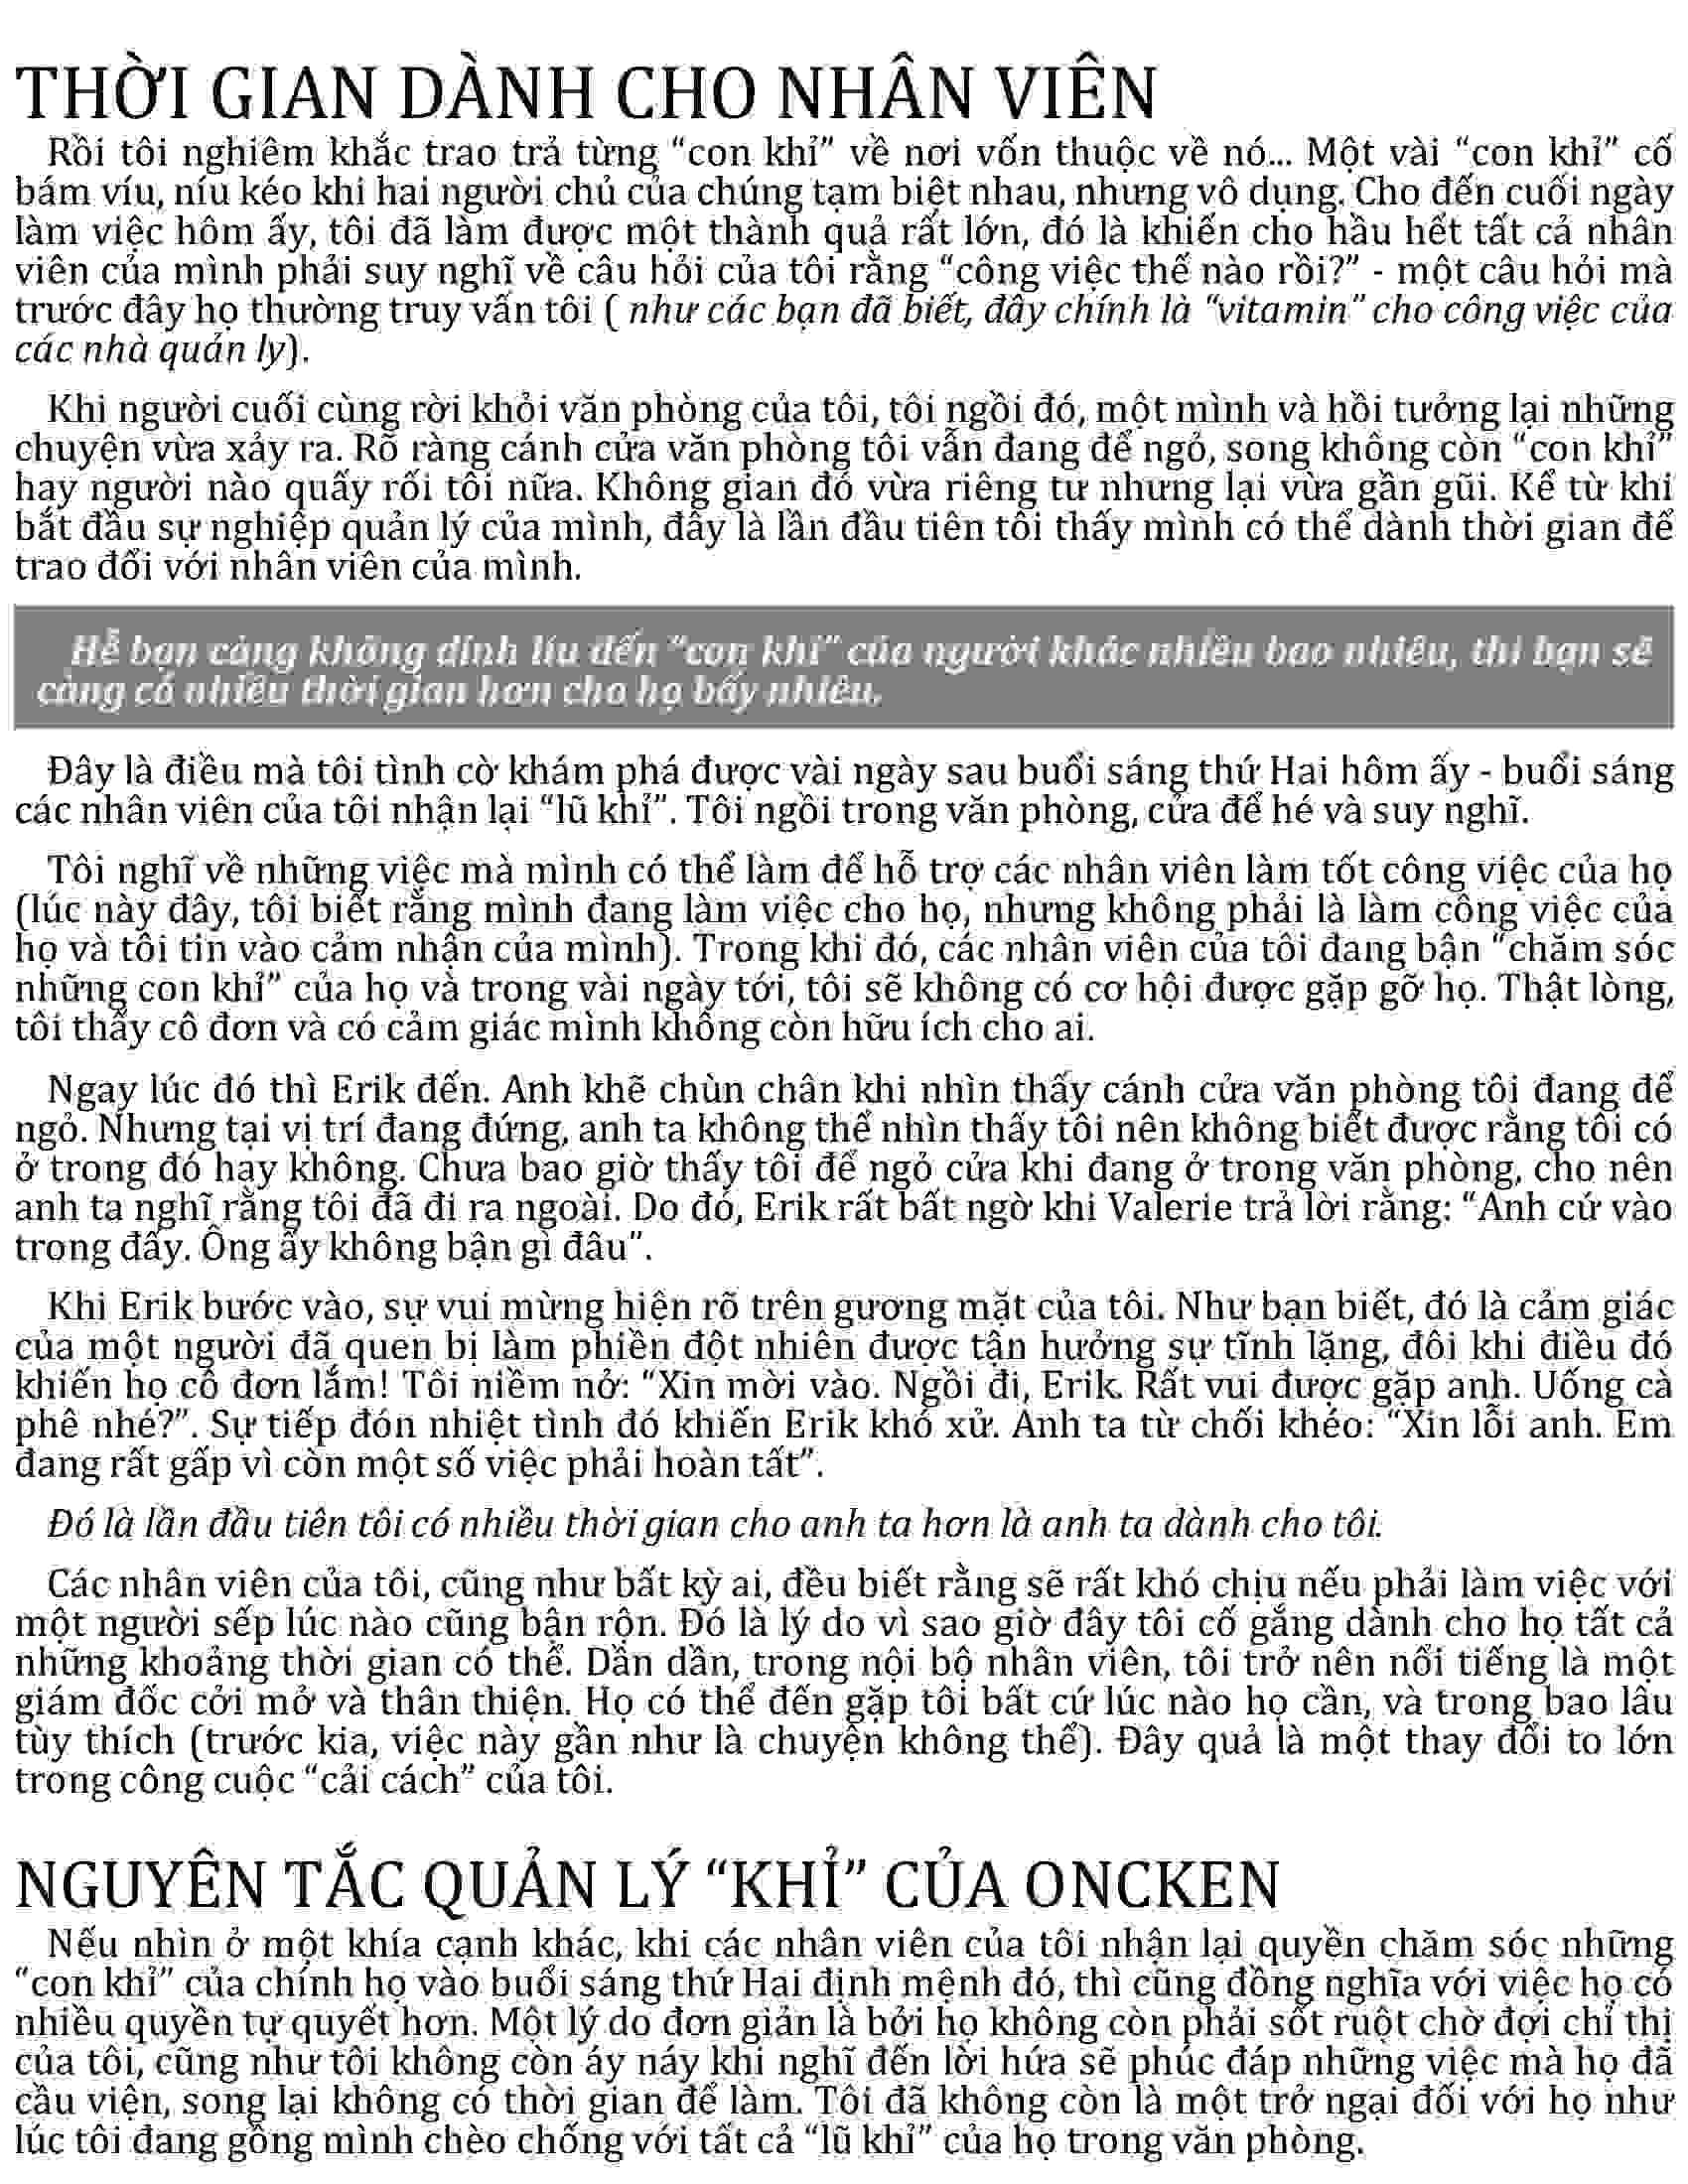 THỜI GIAN DÀNH CHO NHÂN VIÊN
Rồi tôi nghiêm khắc trao trả từng “con khỉ” về nơi vốn thuộc về nó... Một vài “con khỉ” cố
bám víu, níu kéo khi hai người chủ của chúng tạm biệt nhau, nhưng vô dụng. Cho đến cuối ngày
làm việc hôm ấy, tôi đã làm được một thành quả rất lớn, đó là khiến cho hầu hết tất cả nhân
viên của mình phải suy nghĩ về câu hỏi của tôi rằng “công việc thế nào rồi?” - một câu hỏi mà
trước đây họ thường truy vấn tôi ( như các bạn đã biết, đây chính là “vitamin” cho công việc của
các nhà quản ly).
Khi người cuối cùng rời khỏi văn phòng của tôi, tôi ngồi đó, một mình và hồi tưởng lại những
chuyện vừa xảy ra. Rõ ràng cánh cửa văn phòng tôi vẫn đang để ngỏ, song không còn “con khỉ”
hay người nào quấy rối tôi nữa. Không gian đó vừa riêng tư nhưng lại vừa gần gũi. Kể từ khi
bắt đầu sự nghiệp quản lý của mình, đây là lần đầu tiên tôi thấy mình có thể dành thời gian để
trao đổi với nhân viên của mình.
Hễ bạn càng không dính líu đến “con khỉ” của người khác nhiều bao nhiêu, thì bạn sẽ
càng có nhiều thời gian hơn cho họ bấy nhiêu.
Đây là điều mà tôi tình cờ khám phá được vài ngày sau buổi sáng thứ Hai hôm ấy - buổi sáng
các nhân viên của tôi nhận lại “lũ khỉ”. Tôi ngồi trong văn phòng, cửa để hé và suy nghĩ.
Tôi nghĩ về những việc mà mình có thể làm để hỗ trợ các nhân viên làm tốt công việc của họ
(lúc này đây, tôi biết rằng mình đang làm việc cho họ, nhưng không phải là làm công việc của
họ và tôi tin vào cảm nhận của mình). Trong khi đó, các nhân viên của tôi đang bận “chăm sóc
những con khỉ” của họ và trong vài ngày tới, tôi sẽ không có cơ hội được gặp gỡ họ. Thật lòng,
tôi thấy cô đơn và có cảm giác mình không còn hữu ích cho ai.
Ngay lúc đó thì Erik đến. Anh khẽ chùn chân khi nhìn thấy cánh cửa văn phòng tôi đang để
ngỏ. Nhưng tại vị trí đang đứng, anh ta không thể nhìn thấy tôi nên không biết được rằng tôi có
ở trong đó hay không. Chưa bao giờ thấy tôi để ngỏ cửa khi đang ở trong văn phòng, cho nên
anh ta nghĩ rằng tôi đã đi ra ngoài. Do đó, Erik rất bất ngờ khi Valerie trả lời rằng: “Anh cứ vào
trong đấy. Ông ấy không bận gì đâu”.
Khi Erik bước vào, sự vui mừng hiện rõ trên gương mặt của tôi. Như bạn biết, đó là cảm giác
của một người đã quen bị làm phiền đột nhiên được tận hưởng sự tĩnh lặng, đôi khi điều đó
khiến họ cô đơn lắm! Tôi niềm nở: “Xin mời vào. Ngồi đi, Erik. Rất vui được gặp anh. Uống cà
phê nhé?”. Sự tiếp đón nhiệt tình đó khiến Erik khó xử. Anh ta từ chối khéo: “Xin lỗi anh. Em
đang rất gấp vì còn một số việc phải hoàn tất”.
Đó là lần đầu tiên tôi có nhiều thời gian cho anh ta hơn là anh ta dành cho tôi.
Các nhân viên của tôi, cũng như bất kỳ ai, đều biết rằng sẽ rất khó chịu nếu phải làm việc với
một người sếp lúc nào cũng bận rộn. Đó là lý do vì sao giờ đây tôi cố gắng dành cho họ tất cả
những khoảng thời gian có thể. Dần dần, trong nội bộ nhân viên, tôi trở nên nổi tiếng là một
giám đốc cởi mở và thân thiện. Họ có thể đến gặp tôi bất cứ lúc nào họ cần, và trong bao lâu
tùy thích (trước kia, việc này gần như là chuyện không thể). Đây quả là một thay đổi to lớn
trong công cuộc “cải cách” của tôi.
NGUYÊN TẮC QUẢN LÝ “KHỈ” CỦA ONCKEN
Nếu nhìn ở một khía cạnh khác, khi các nhân viên của tôi nhận lại quyền chăm sóc những
“con khỉ” của chính họ vào buổi sáng thứ Hai định mệnh đó, thì cũng đồng nghĩa với việc họ có
nhiều quyền tự quyết hơn. Một lý do đơn giản là bởi họ không còn phải sốt ruột chờ đợi chỉ thị
của tôi, cũng như tôi không còn áy náy khi nghĩ đến lời hứa sẽ phúc đáp những việc mà họ đã
cầu viện, song lại không có thời gian để làm. Tôi đã không còn là một trở ngại đối với họ như
lúc tôi đang gồng mình chèo chống với tất cả “lũ khỉ” của họ trong văn phòng.